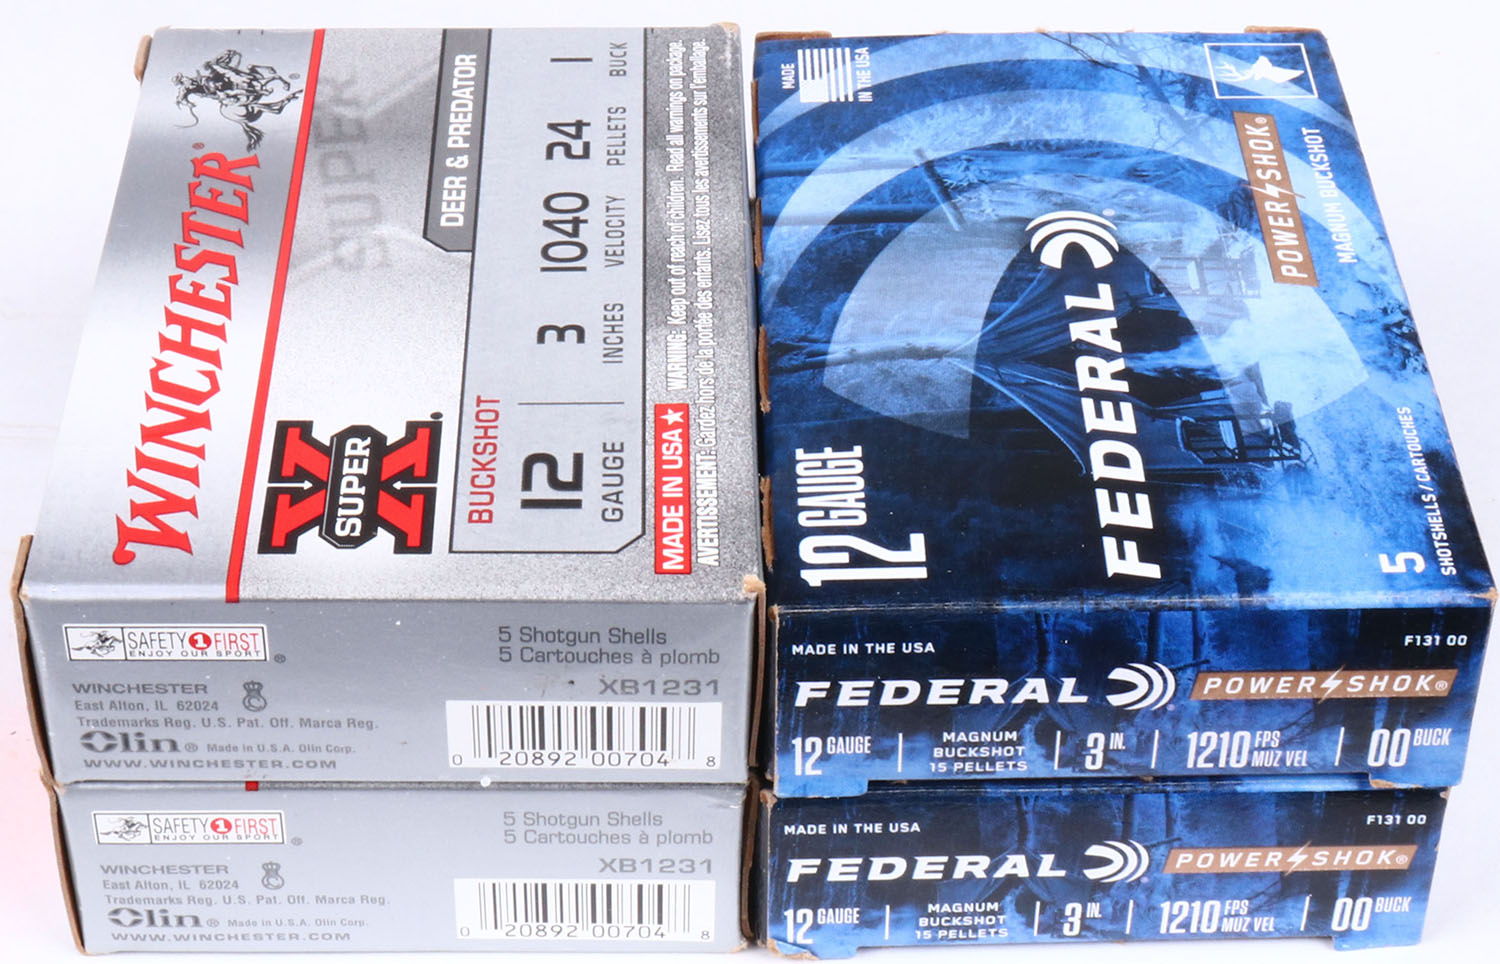 WINCHESTER®
SUPER
SUPER X.
DEER & PREDATOR
BUCKSHOT
12 3 1040 24 1
GAUGE INCHES VELOCITY PELLETS BUCK
MADE IN USA ★ WARNING: Keep out of reach of children. Read all warnings on package.
AVERTISSEMENT: Gardez hors de la portée des enfants. Lisez tous les avertissements sur l'emballage.
SAFETY 1 FIRST
ENJOY OUR SPORT ®
5 Shotgun Shells
5 Cartouches à plomb
XB1231
WINCHESTER
East Alton, IL 62024
Trademarks Reg. U.S. Pat. Off. Marca Reg.
Olin ® Made in U.S.A. Olin Corp.
WWW.WINCHESTER.COM
0 20892 00704 8
SAFETY 1 FIRST
ENJOY OUR SPORT ®
5 Shotgun Shells
5 Cartouches à plomb
XB1231
WINCHESTER
East Alton, IL 62024
Trademarks Reg. U.S. Pat. Off. Marca Reg.
Olin ® Made in U.S.A. Olin Corp.
WWW.WINCHESTER.COM
0 20892 00704 8
MADE
IN THE USA
12 GAUGE
FEDERAL®
POWER SHOK®
MAGNUM BUCKSHOT
5 SHOTSHELLS / CARTOUCHES
MADE IN THE USA
F131 00
FEDERAL® POWER SHOK®
12 GAUGE
MAGNUM
BUCKSHOT
15 PELLETS
3 IN.
1210 FPS
MUZ VEL
00 BUCK
MADE IN THE USA
F131 00
FEDERAL® POWER SHOK®
12 GAUGE
MAGNUM
BUCKSHOT
15 PELLETS
3 IN.
1210 FPS
MUZ VEL
00 BUCK